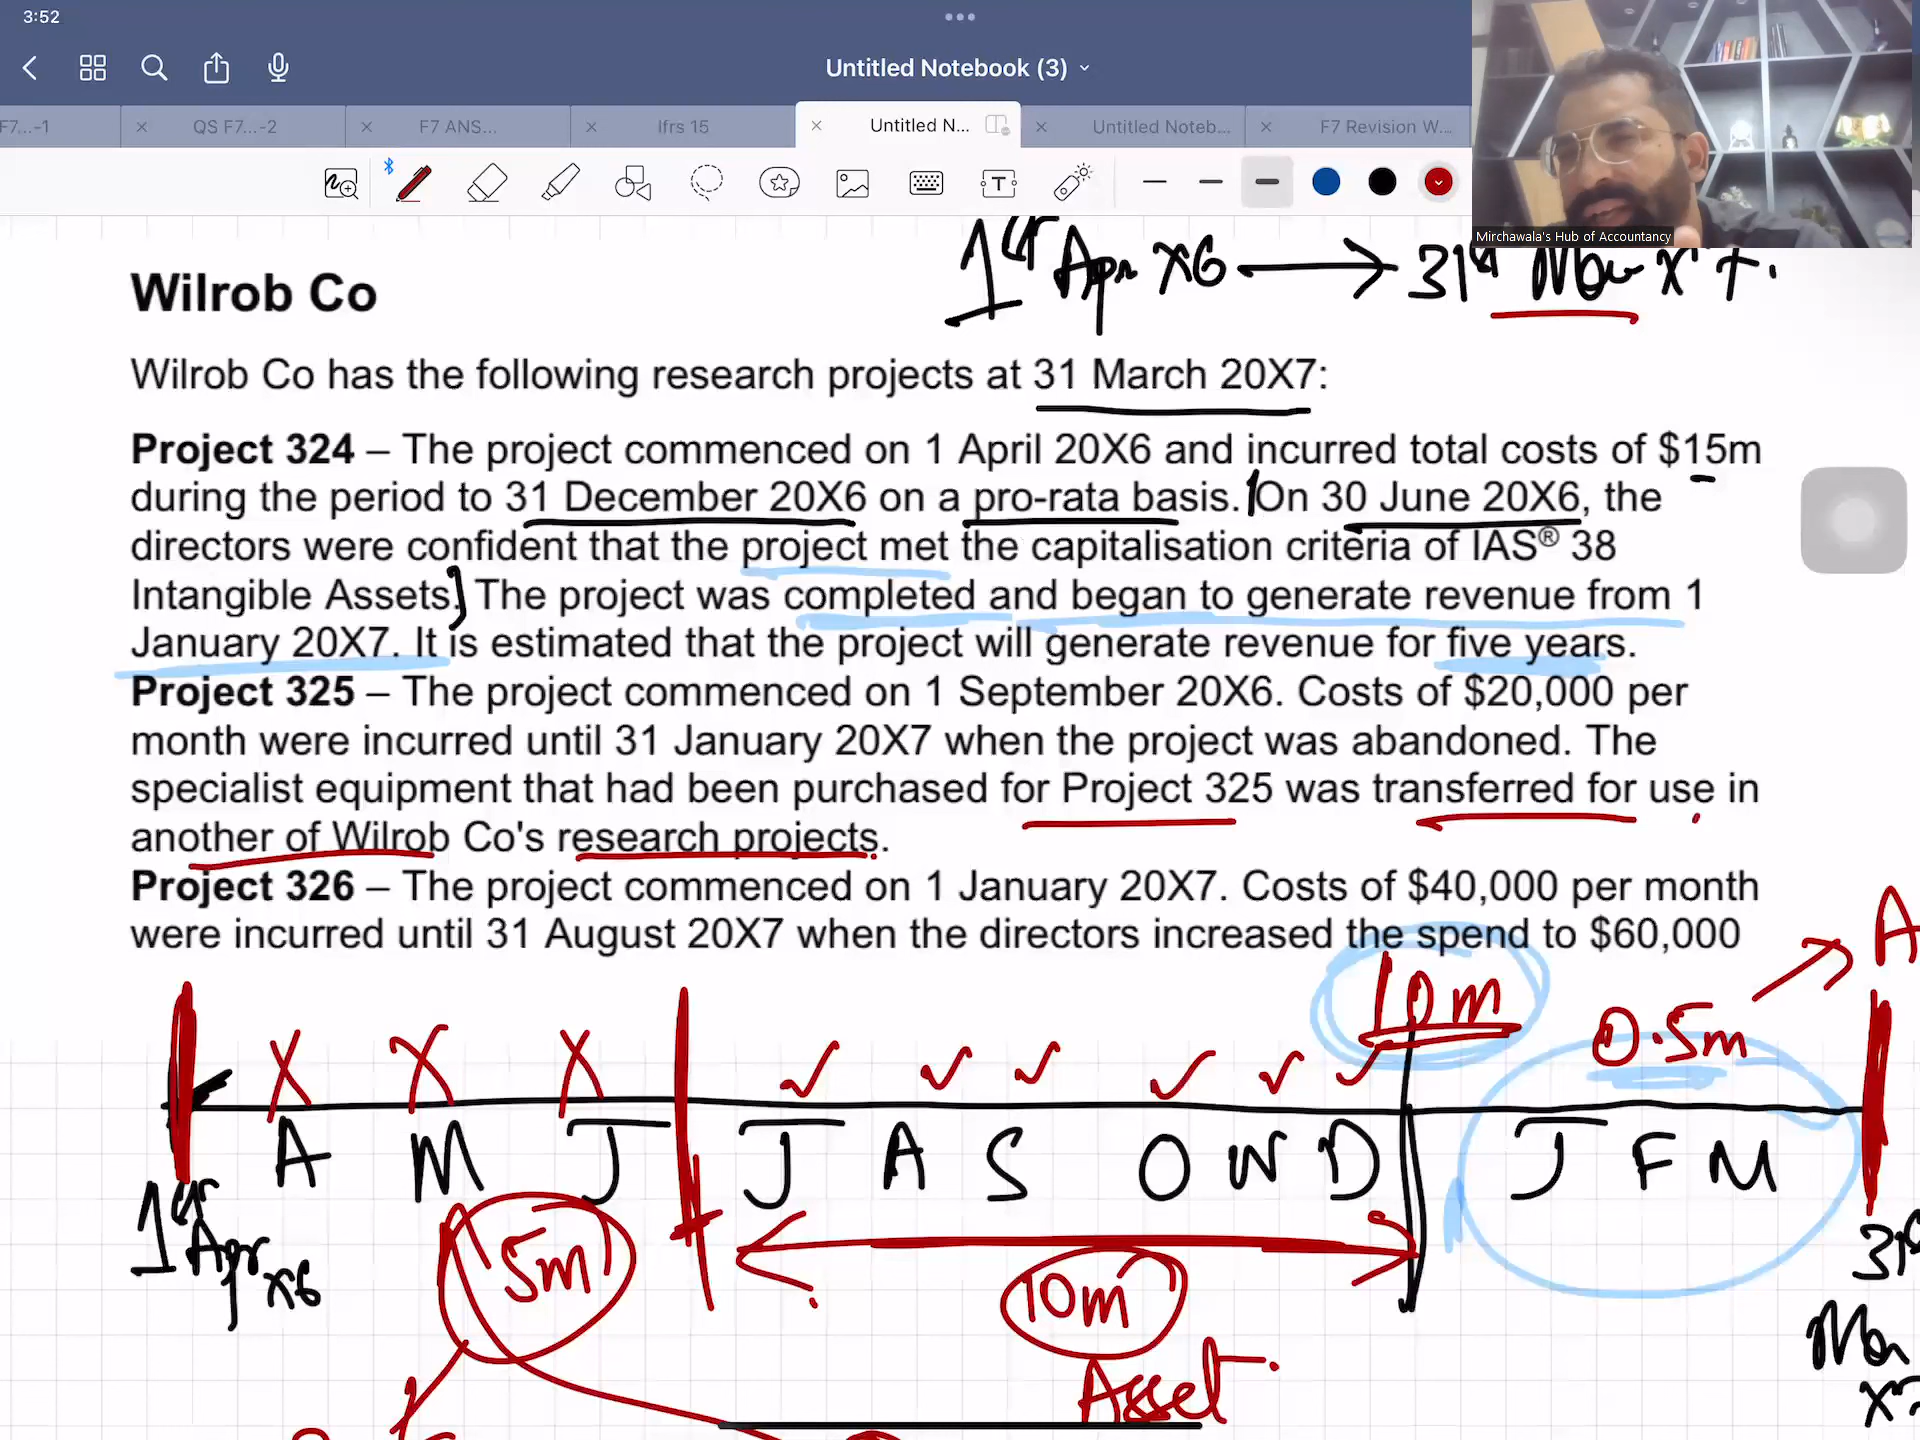 3:52
Untitled Notebook (3)
F7...-1
QS F7...-2
F7 ANS...
Ifrs 15
Untitled N...
Untitled Noteb...
F7 Revision W...
Mirchawala's Hub of Accountancy
1st Apr X6 → 31st Mar X7.
Wilrob Co
Wilrob Co has the following research projects at 31 March 20X7:
Project 324 – The project commenced on 1 April 20X6 and incurred total costs of $15m
during the period to 31 December 20X6 on a pro-rata basis. On 30 June 20X6, the
directors were confident that the project met the capitalisation criteria of IAS® 38
Intangible Assets. The project was completed and began to generate revenue from 1
January 20X7. It is estimated that the project will generate revenue for five years.
Project 325 – The project commenced on 1 September 20X6. Costs of $20,000 per
month were incurred until 31 January 20X7 when the project was abandoned. The
specialist equipment that had been purchased for Project 325 was transferred for use in
another of Wilrob Co's research projects.
Project 326 – The project commenced on 1 January 20X7. Costs of $40,000 per month
were incurred until 31 August 20X7 when the directors increased the spend to $60,000
10m
0.5m
A
A M J J A S O N D J F M
1st Apr X6
5m
10m
Asset.
31st
Mar